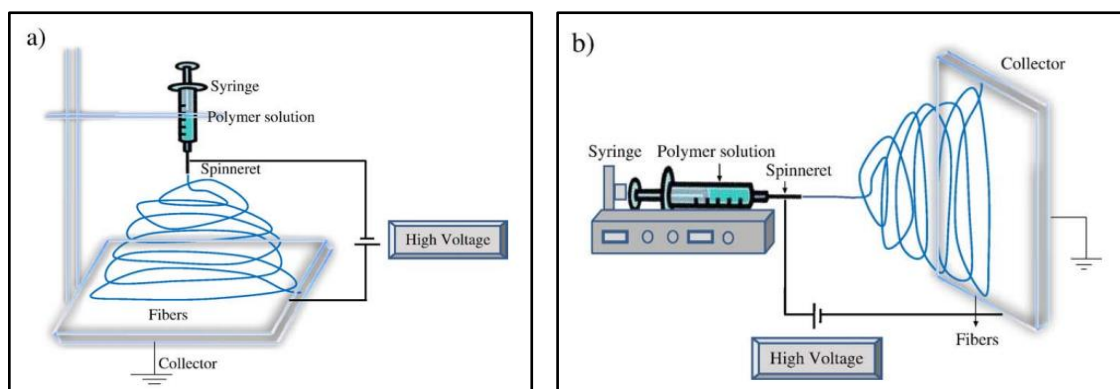 a)
Syringe
Polymer solution
Spinneret
High Voltage
Fibers
Collector
b)
Collector
Syringe
Polymer solution
Spinneret
Fibers
High Voltage